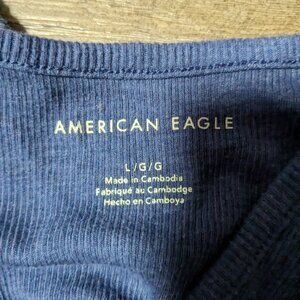 AMERICAN EAGLE
L/G/G
Made in Cambodia
Fabriqué au Cambodge
Hecho en Camboya